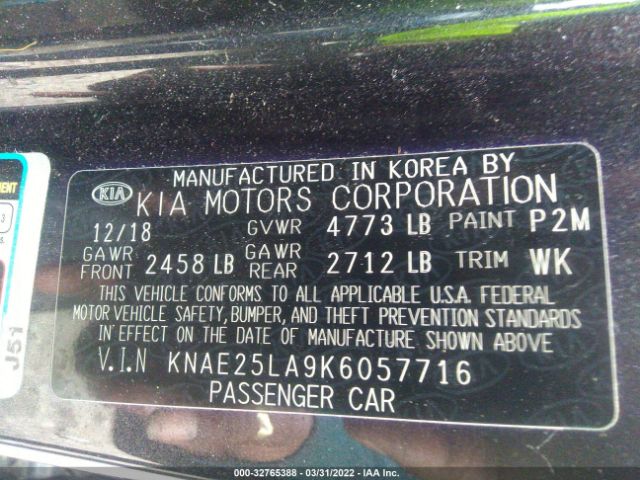 MANUFACTURED IN KOREA BY
KIA KIA MOTORS CORPORATION
12/18 GVWR 4773 LB PAINT P2M
GAWR FRONT 2458 LB GAWR REAR 2712 LB TRIM WK
THIS VEHICLE CONFORMS TO ALL APPLICABLE U.S.A. FEDERAL
MOTOR VEHICLE SAFETY, BUMPER, AND THEFT PREVENTION STANDARDS
IN EFFECT ON THE DATE OF MANUFACTURE SHOWN ABOVE
V.I.N KNAE25LA9K6057716
PASSENGER CAR
J51
000-32765388 - 03/31/2022 - IAA Inc.